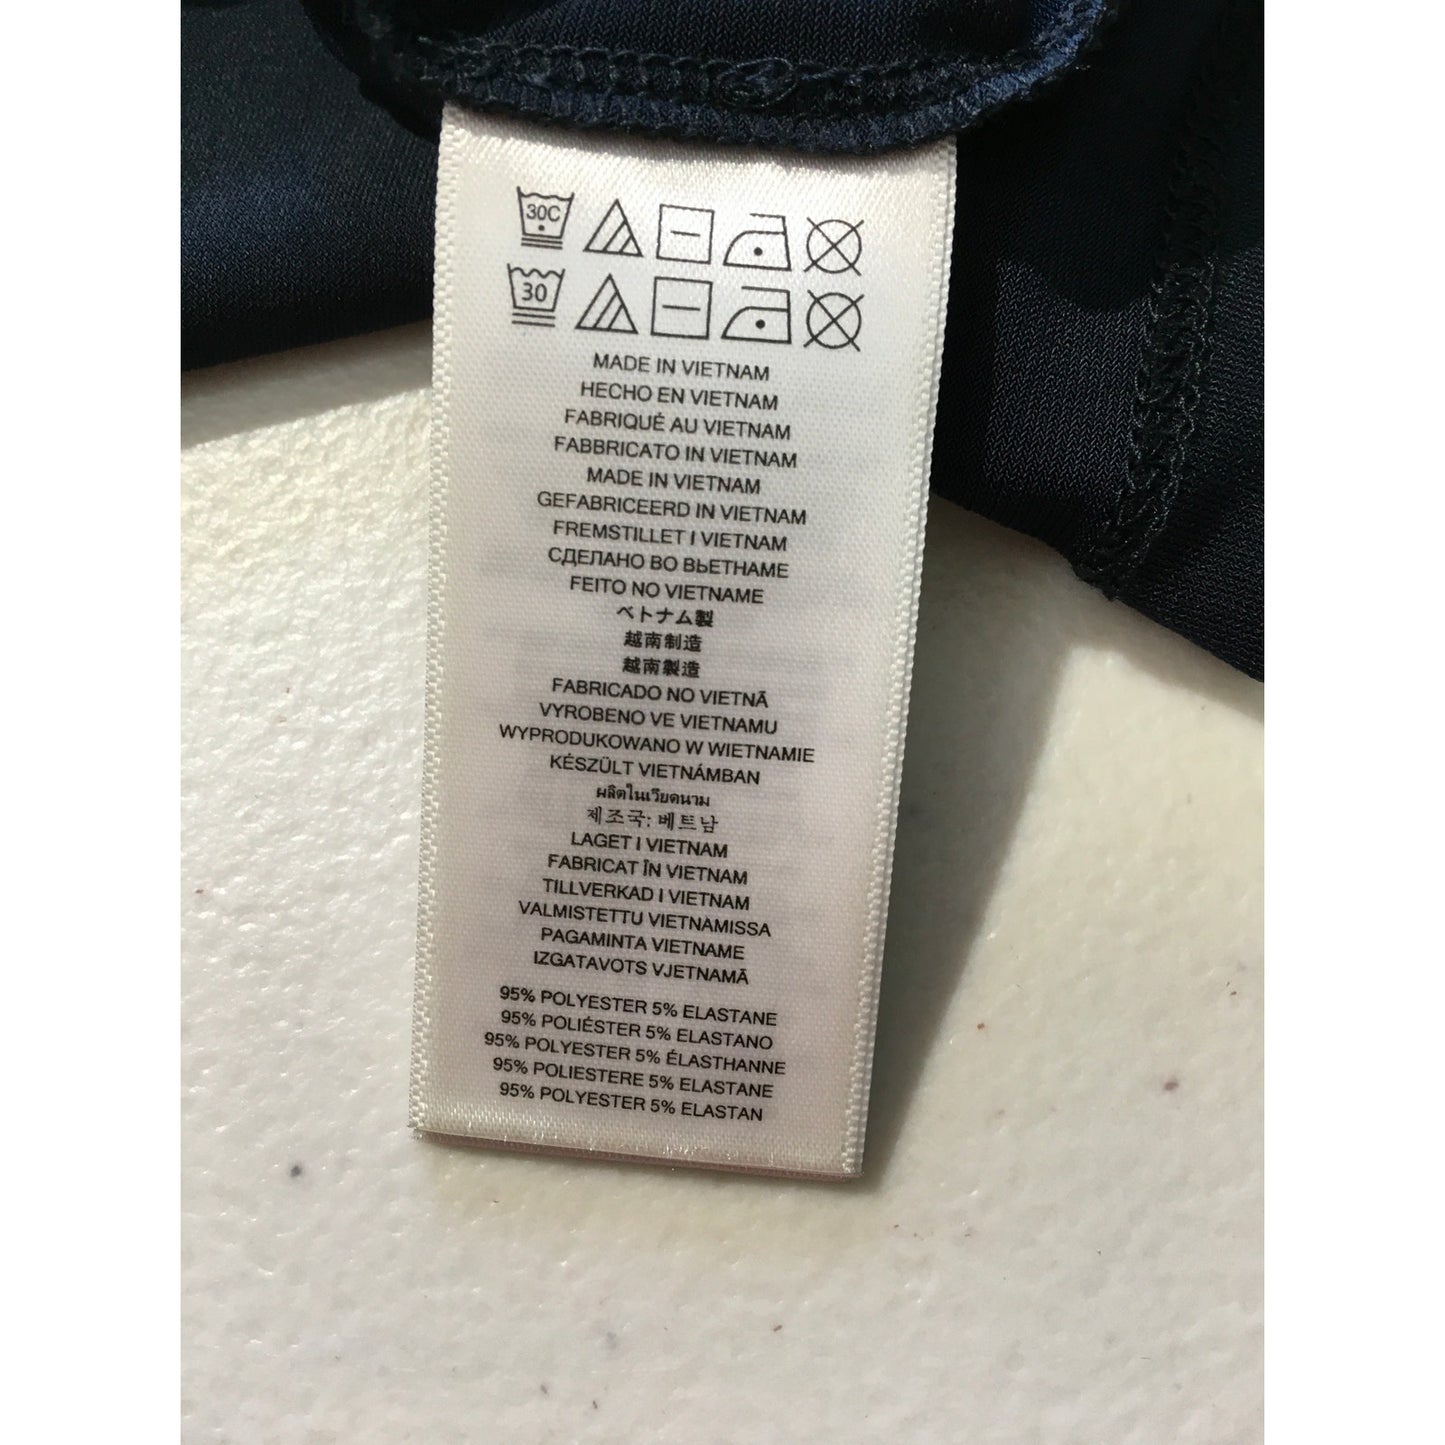 30C
30
MADE IN VIETNAM
HECHO EN VIETNAM
FABRIQUÉ AU VIETNAM
FABBRICATO IN VIETNAM
MADE IN VIETNAM
GEFABRICEERD IN VIETNAM
FREMSTILLET I VIETNAM
СДЕЛАНО ВО ВЬЕТНАМЕ
FEITO NO VIETNAME
ベトナム製
越南制造
越南製造
FABRICADO NO VIETNÃ
VYROBENO VE VIETNAMU
WYPRODUKOWANO W WIETNAMIE
KÉSZÜLT VIETNÁMBAN
ผลิตในเวียดนาม
제조국: 베트남
LAGET I VIETNAM
FABRICAT ÎN VIETNAM
TILLVERKAD I VIETNAM
VALMISTETTU VIETNAMISSA
PAGAMINTA VIETNAME
IZGATAVOTS VJETNAMĀ
95% POLYESTER 5% ELASTANE
95% POLIÉSTER 5% ELASTANO
95% POLYESTER 5% ÉLASTHANNE
95% POLIESTERE 5% ELASTANE
95% POLYESTER 5% ELASTAN